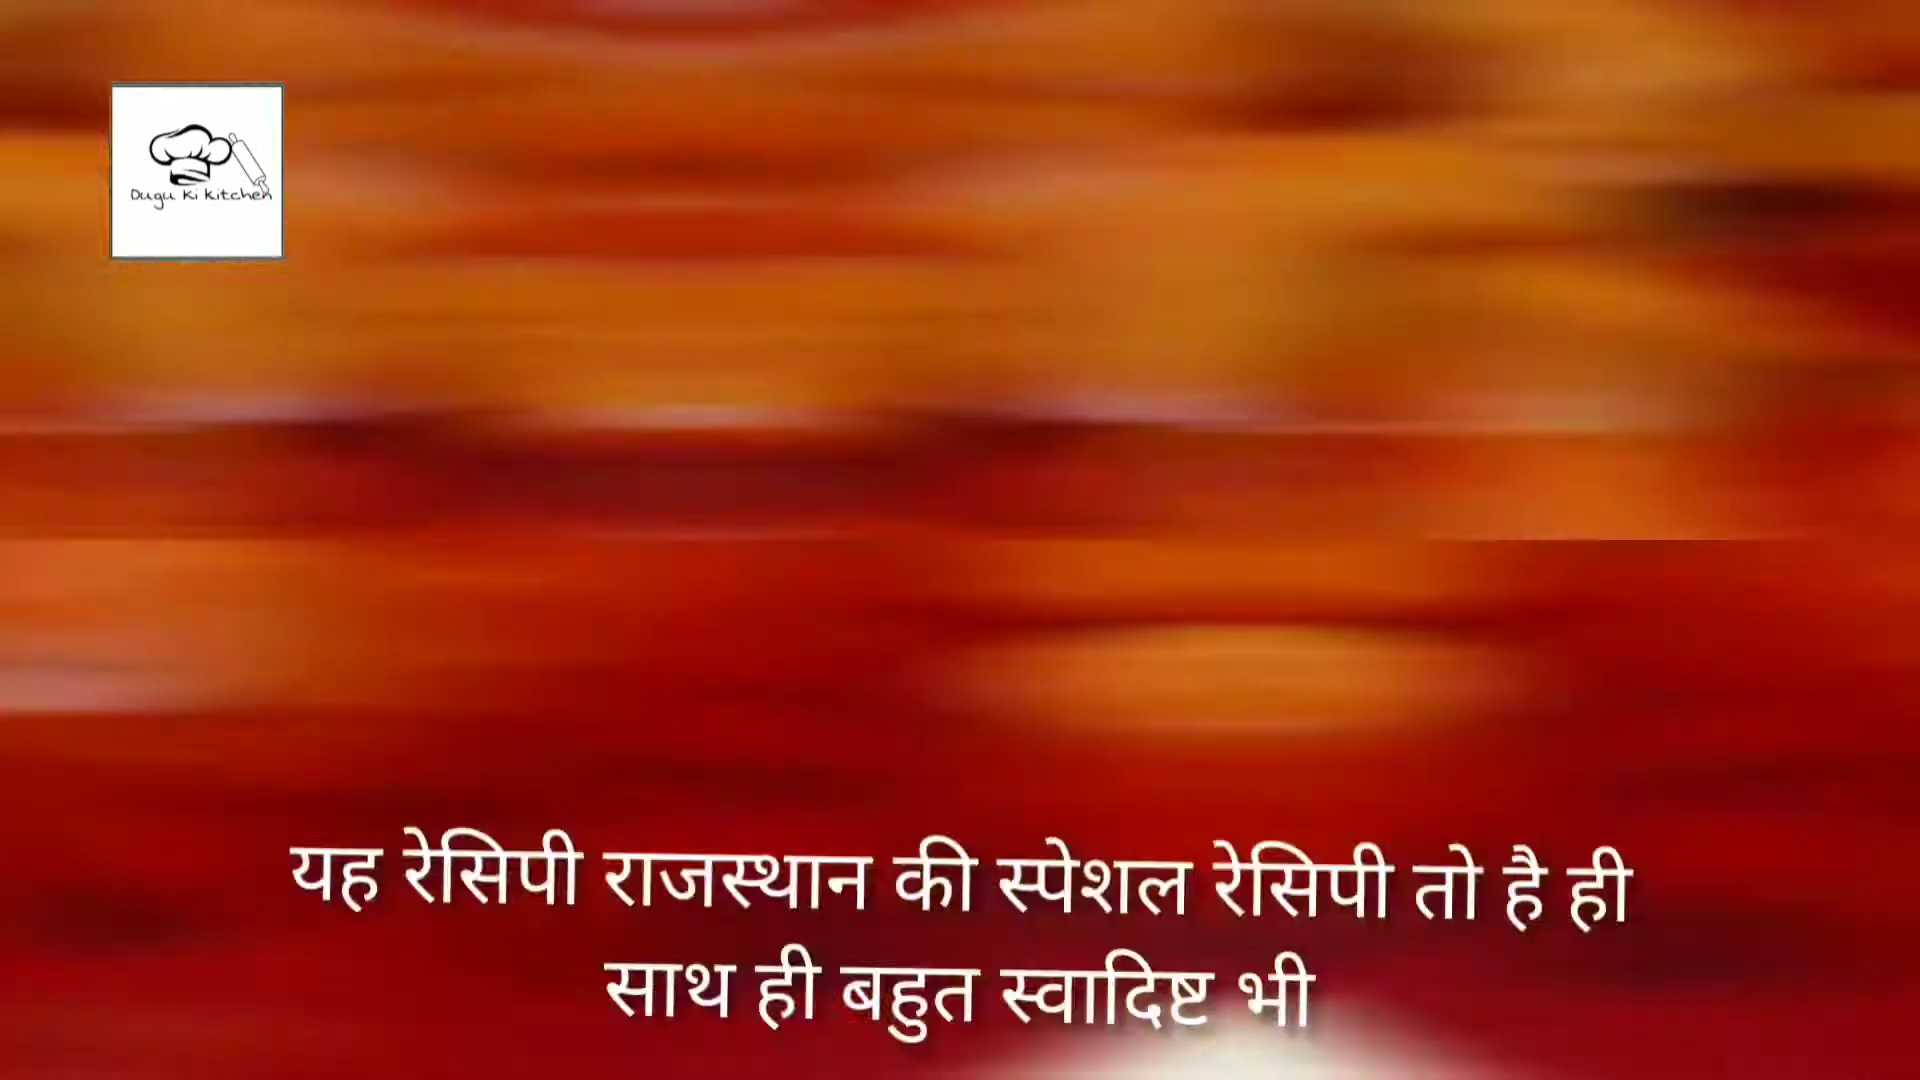 Dugu Ki Kitchen
यह रेसिपी राजस्थान की स्पेशल रेसिपी तो है ही
साथ ही बहुत स्वादिष्ट भी